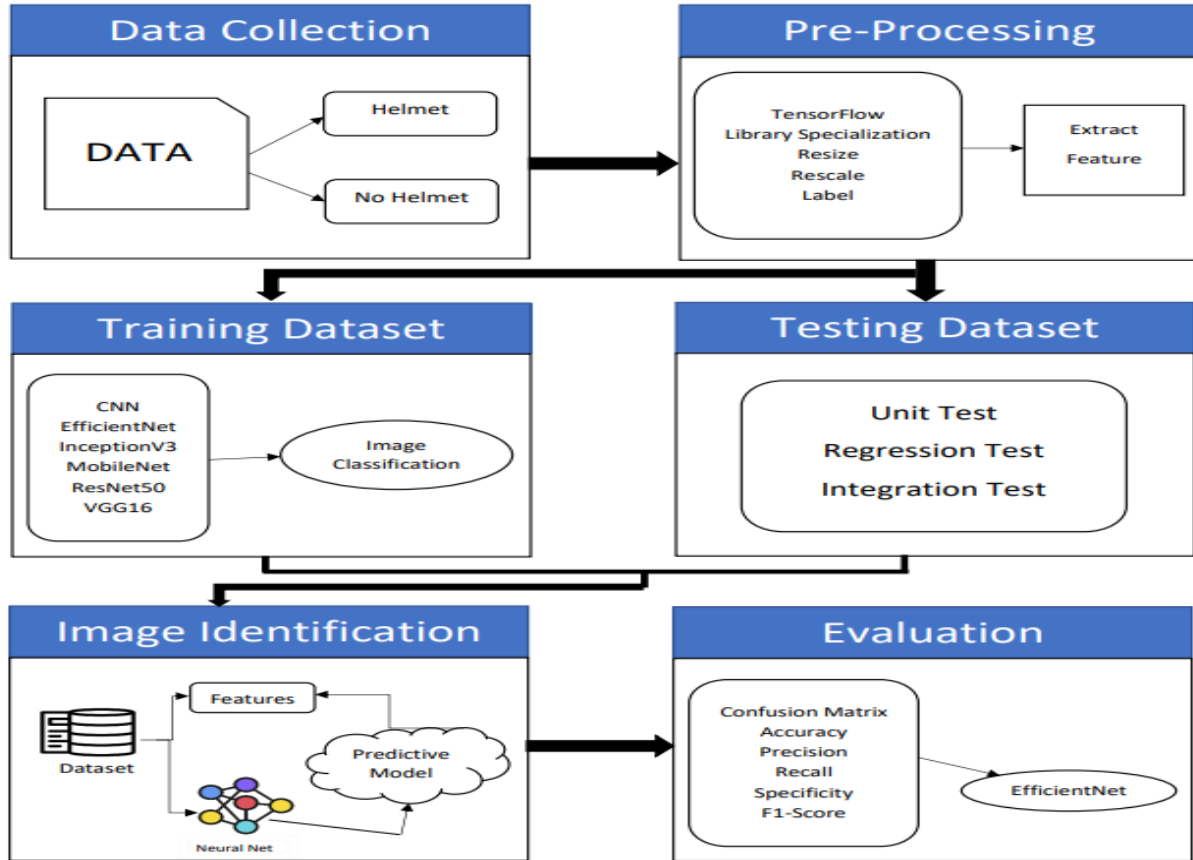 Data Collection
DATA
Helmet
No Helmet
Pre-Processing
TensorFlow
Library Specialization
Resize
Rescale
Label
Extract
Feature
Training Dataset
CNN
EfficientNet
InceptionV3
MobileNet
ResNet50
VGG16
Image
Classification
Testing Dataset
Unit Test
Regression Test
Integration Test
Image Identification
Dataset
Features
Neural Net
Predictive
Model
Evaluation
Confusion Matrix
Accuracy
Precision
Recall
Specificity
F1-Score
EfficientNet